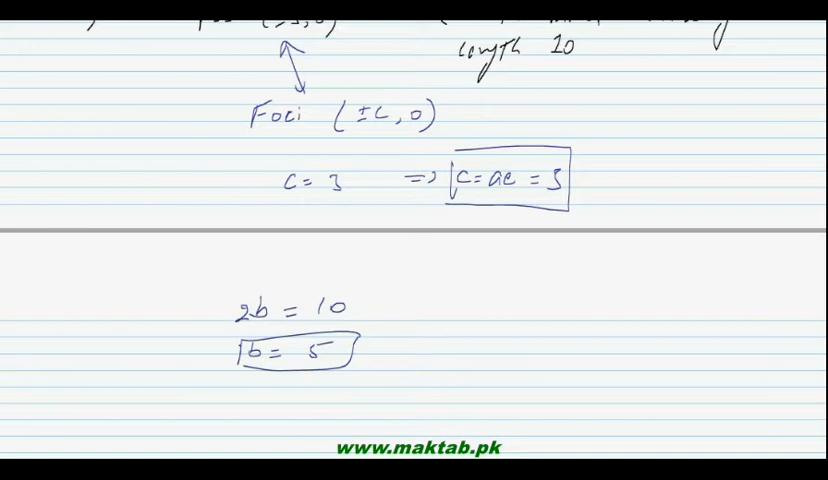 length 10
Foci (±c, 0)
c = 3 => c = ae = 3
2b = 10
b = 5
www.maktab.pk